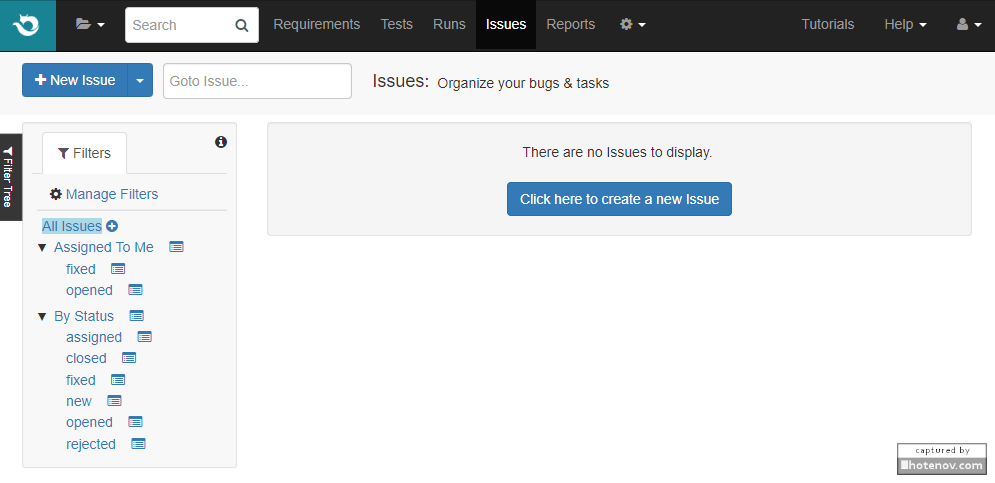 Search Requirements Tests Runs Issues Reports Tutorials Help
New Issue Goto Issue... Issues: Organize your bugs & tasks
Filter Tree
Filters
Manage Filters
All Issues
Assigned To Me
fixed
opened
By Status
assigned
closed
fixed
new
opened
rejected
There are no Issues to display.
Click here to create a new Issue
captured by
hotenov.com